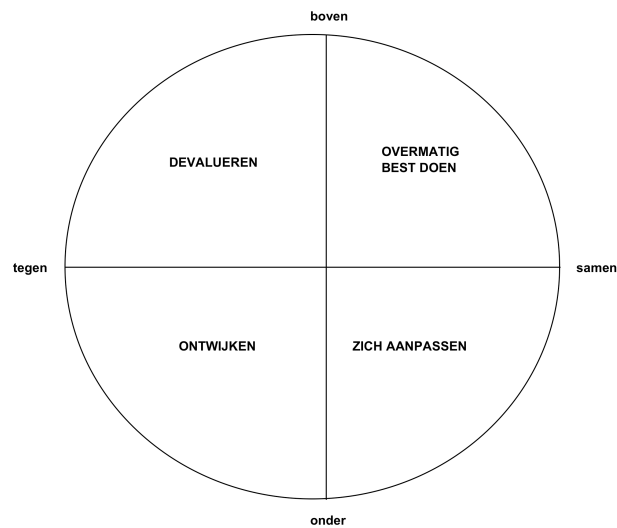 boven
DEVALUEREN
OVERMATIG
BEST DOEN
tegen
samen
ONTWIJKEN
ZICH AANPASSEN
onder